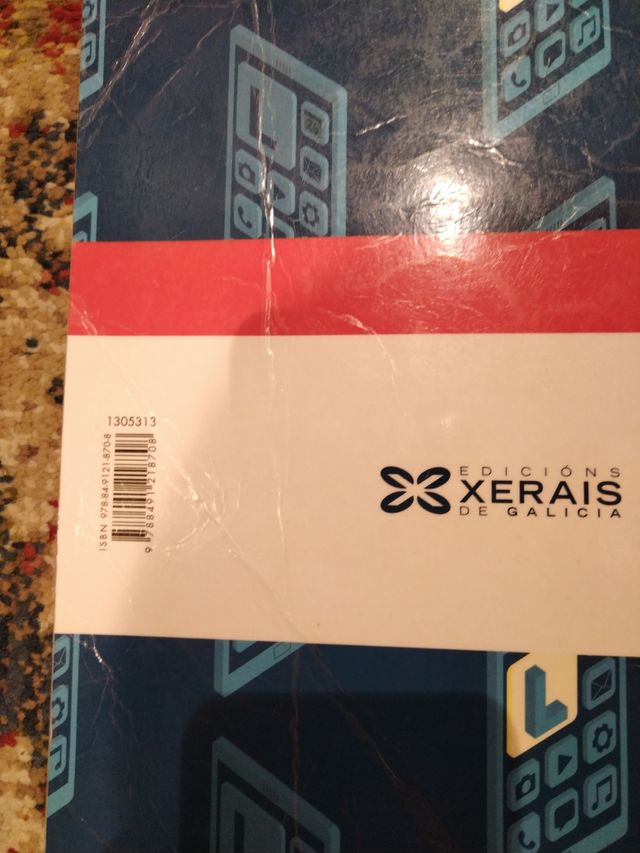 1305313
ISBN 978-84-9121-870-8
9 788491 218708
EDICIÓNS
XERAIS
DE GALICIA
L